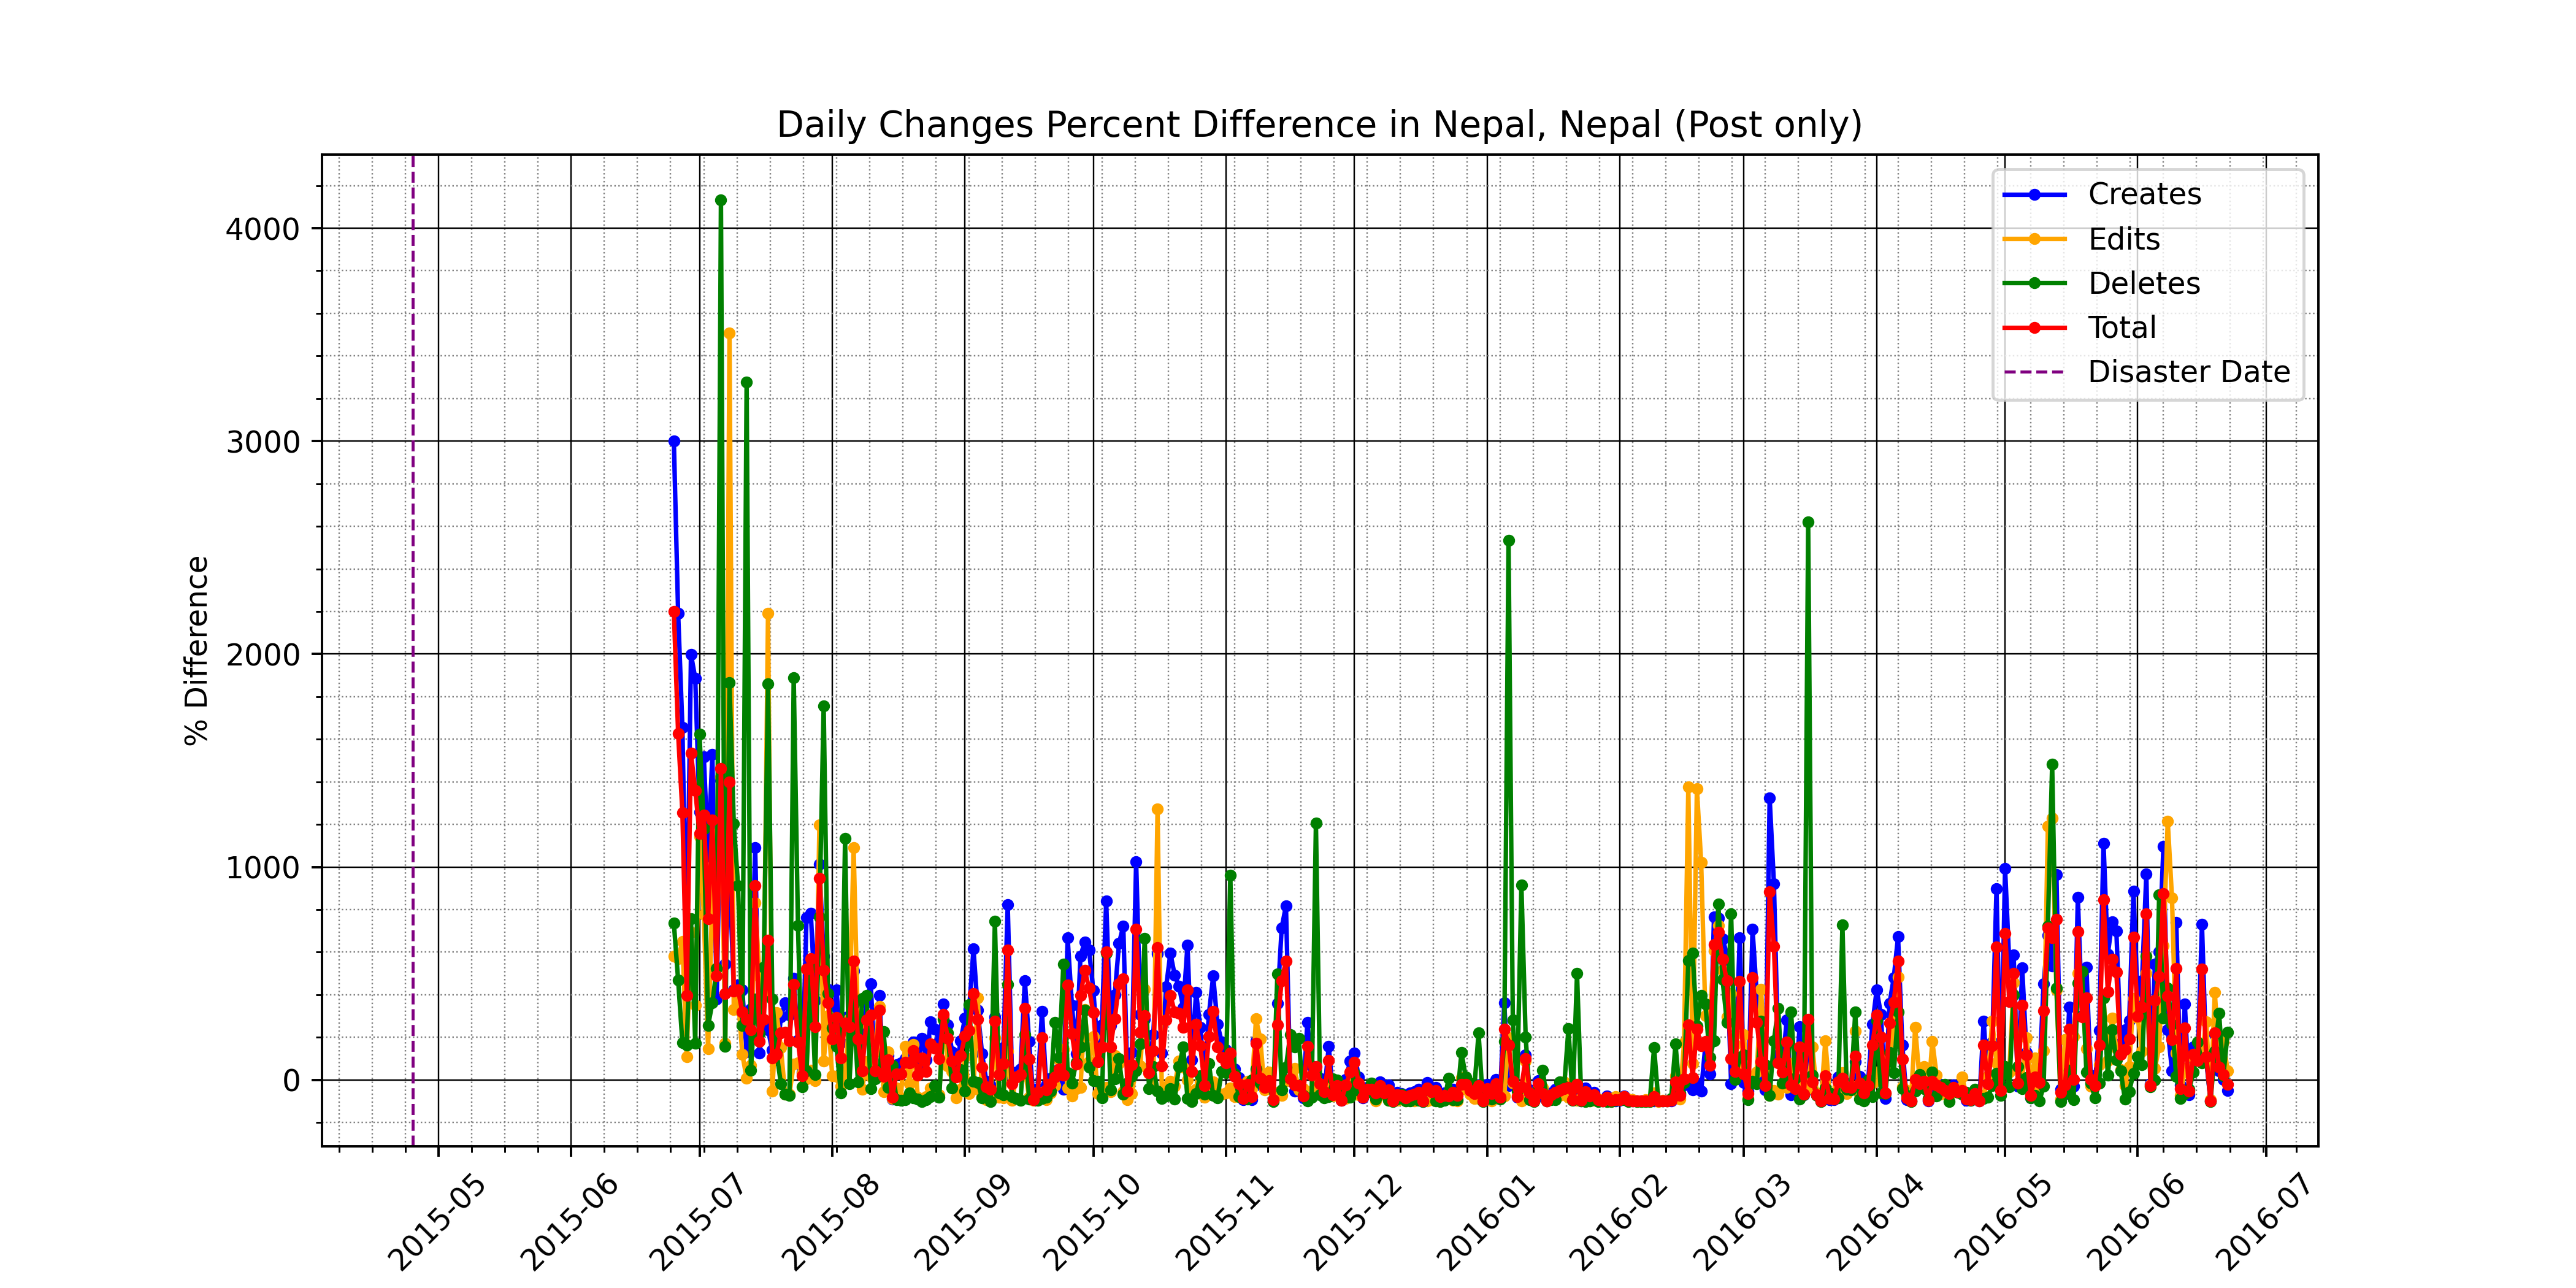 Daily Changes Percent Difference in Nepal, Nepal (Post only)
Creates
Edits
Deletes
Total
Disaster Date
% Difference
4000
3000
2000
1000
0
2015-05
2015-06
2015-07
2015-08
2015-09
2015-10
2015-11
2015-12
2016-01
2016-02
2016-03
2016-04
2016-05
2016-06
2016-07